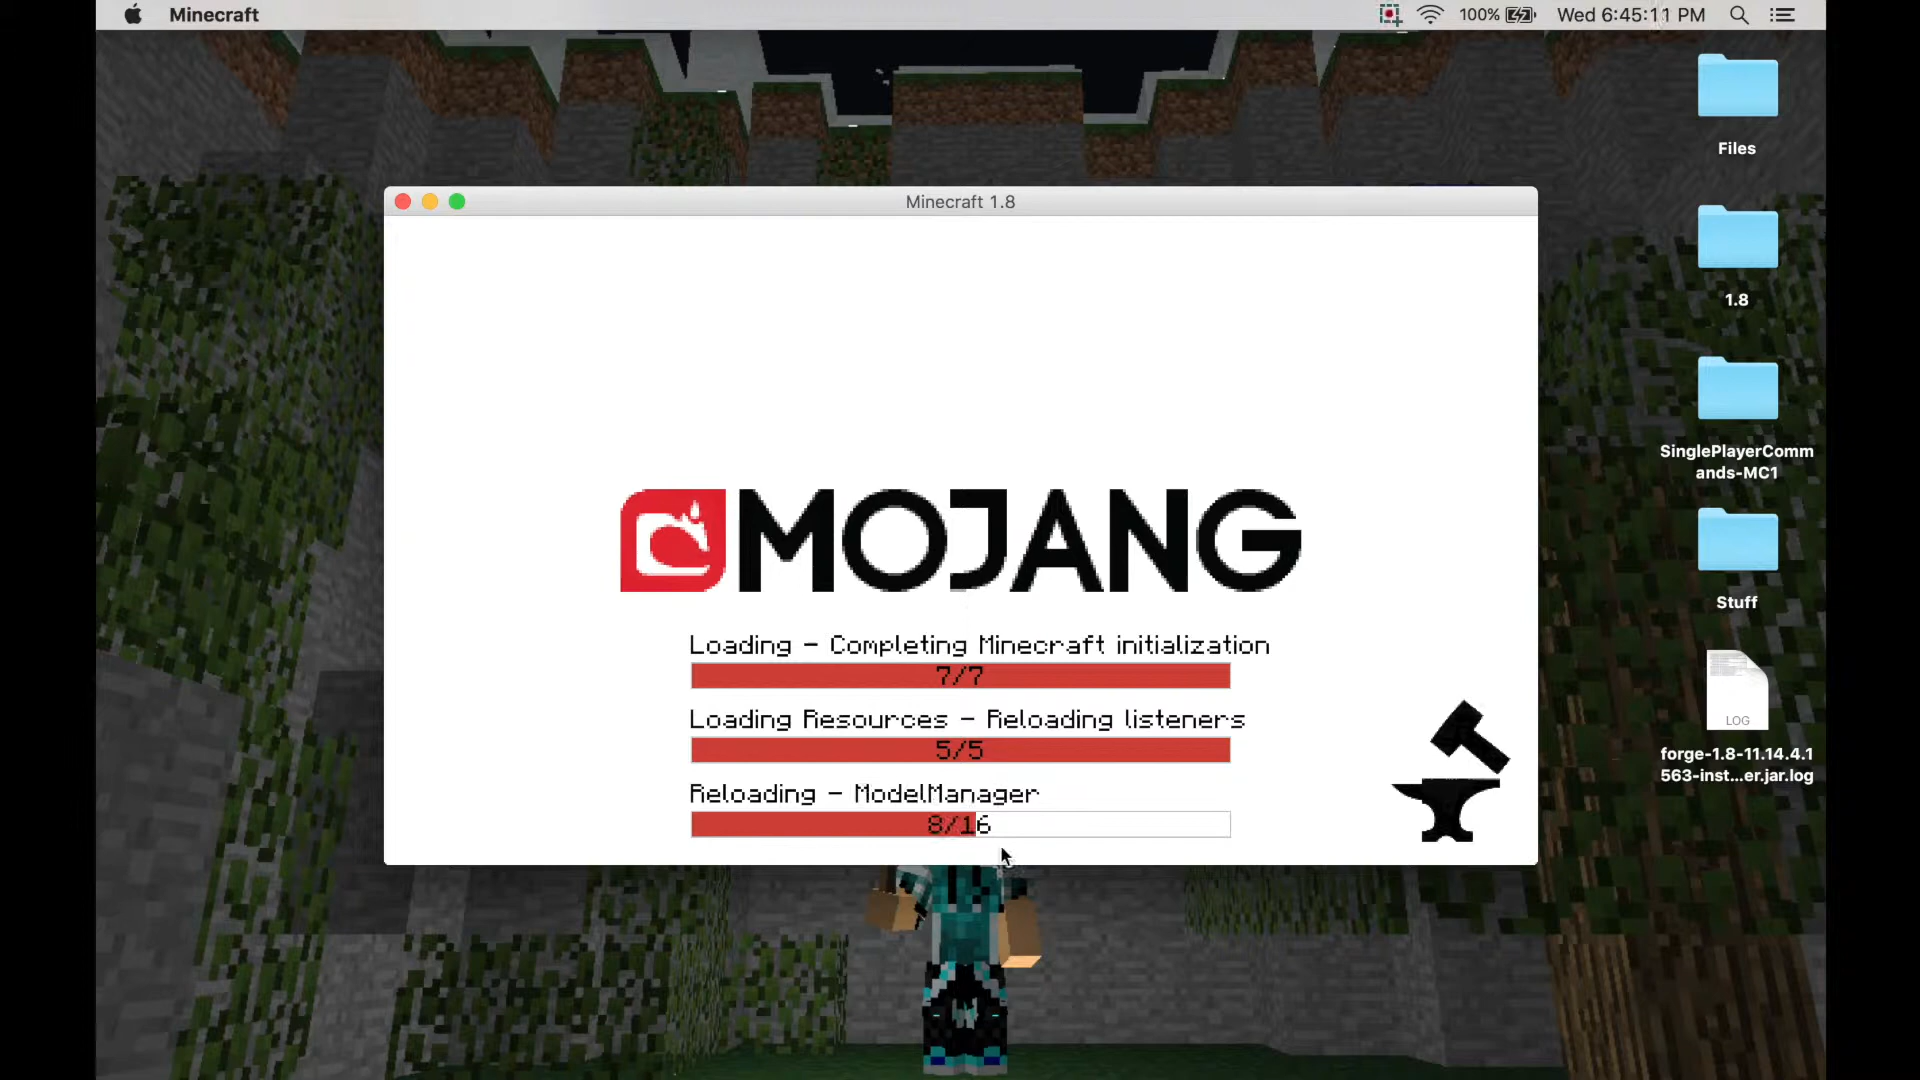 Minecraft
100%
Wed 6:45:11 PM
Files
Minecraft 1.8
1.8
SinglePlayerComm
ands-MC1
MOJANG
Stuff
Loading - Completing Minecraft initialization
7/7
Loading Resources - Reloading listeners
5/5
LOG
forge-1.8-11.14.4.1
563-inst...er.jar.log
Reloading - ModelManager
8/16